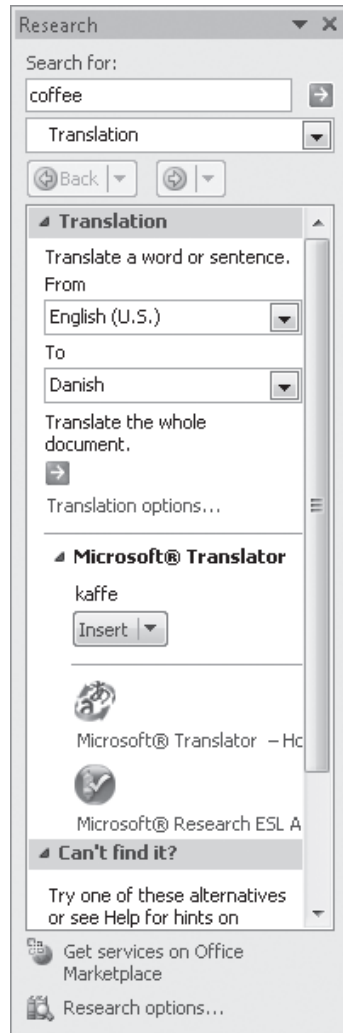 Research
Search for:
coffee
Translation
Back
Translation
Translate a word or sentence.
From
English (U.S.)
To
Danish
Translate the whole
document.
Translation options...
Microsoft® Translator
kaffe
Insert
Microsoft® Translator – Ho
Microsoft® Research ESL A
Can't find it?
Try one of these alternatives
or see Help for hints on
Get services on Office
Marketplace
Research options...